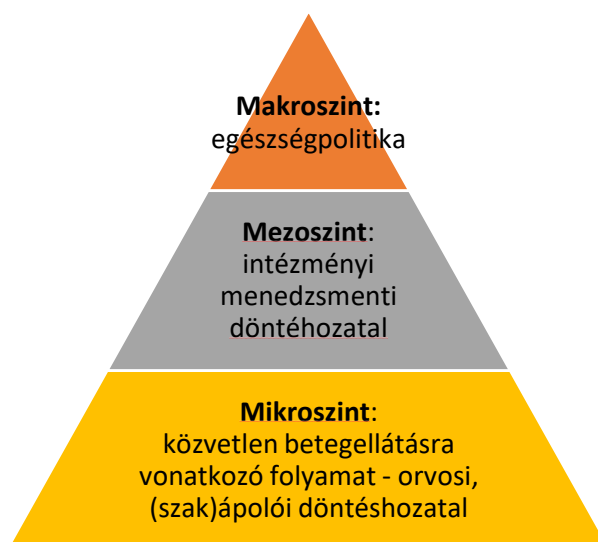 Makroszint:
egészségpolitika
Mezoszint:
intézményi
menedzsmenti
döntéhozatal
Mikroszint:
közvetlen betegellátásra
vonatkozó folyamat - orvosi,
(szak)ápolói döntéshozatal